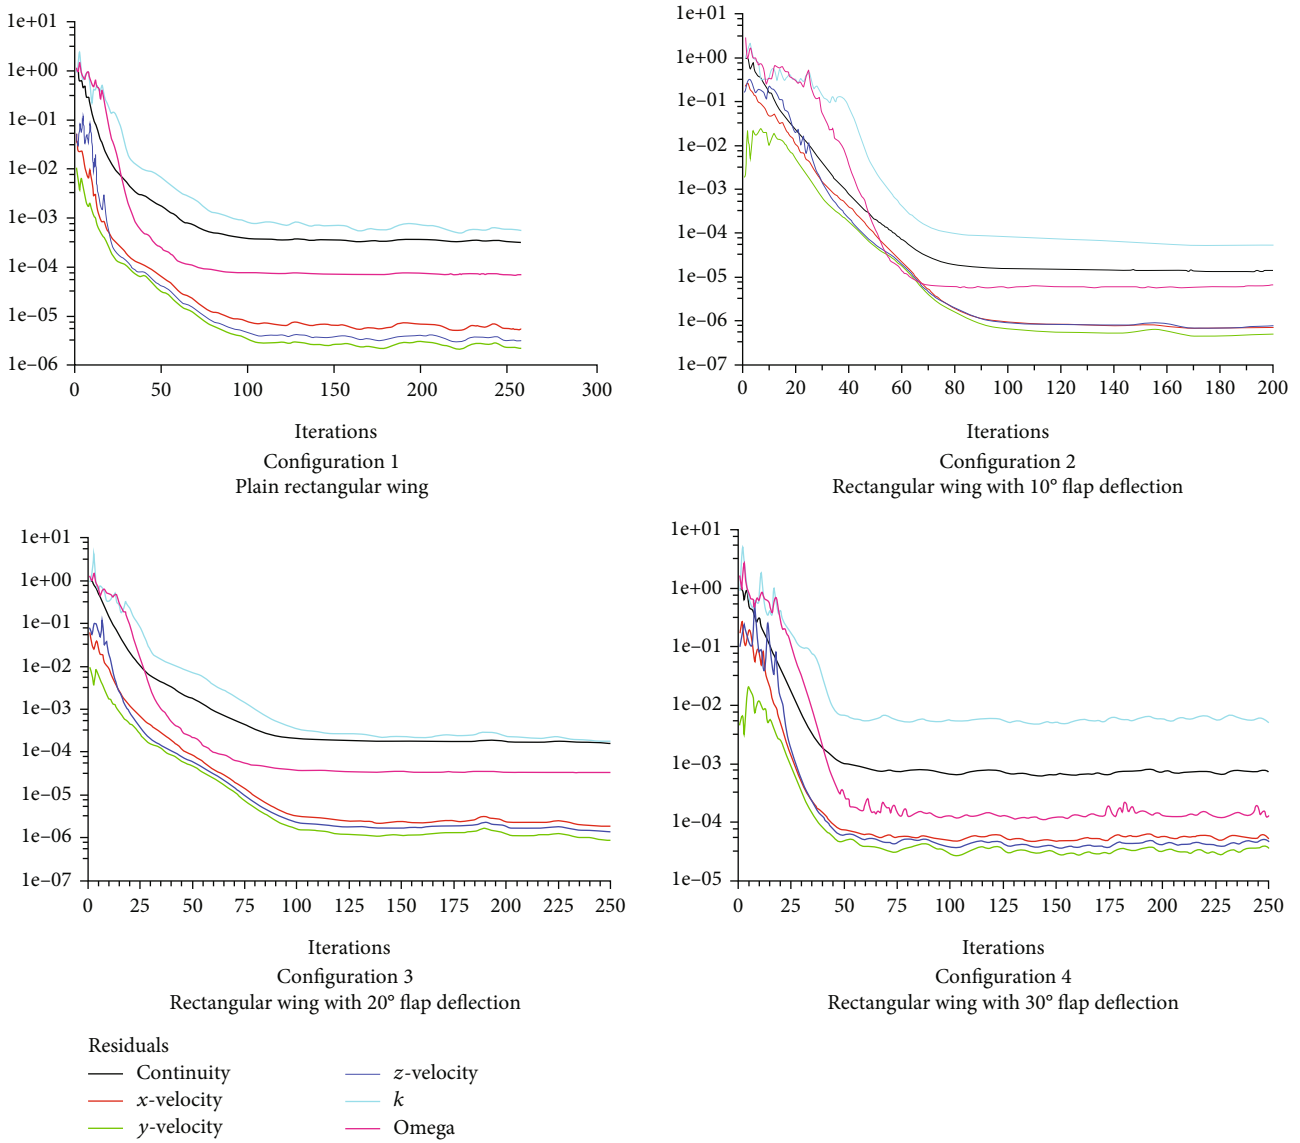 1e+01
1e+00
1e–01
1e–02
1e–03
1e–04
1e–05
1e–06
0 50 100 150 200 250 300
Iterations
Configuration 1
Plain rectangular wing
1e+01
1e+00
1e–01
1e–02
1e–03
1e–04
1e–05
1e–06
1e–07
0 20 40 60 80 100 120 140 160 180 200
Iterations
Configuration 2
Rectangular wing with 10° flap deflection
1e+01
1e+00
1e–01
1e–02
1e–03
1e–04
1e–05
1e–06
1e–07
0 25 50 75 100 125 150 175 200 225 250
Iterations
Configuration 3
Rectangular wing with 20° flap deflection
1e+01
1e+00
1e–01
1e–02
1e–03
1e–04
1e–05
0 25 50 75 100 125 150 175 200 225 250
Iterations
Configuration 4
Rectangular wing with 30° flap deflection
Residuals
Continuity
x-velocity
y-velocity
z-velocity
k
Omega